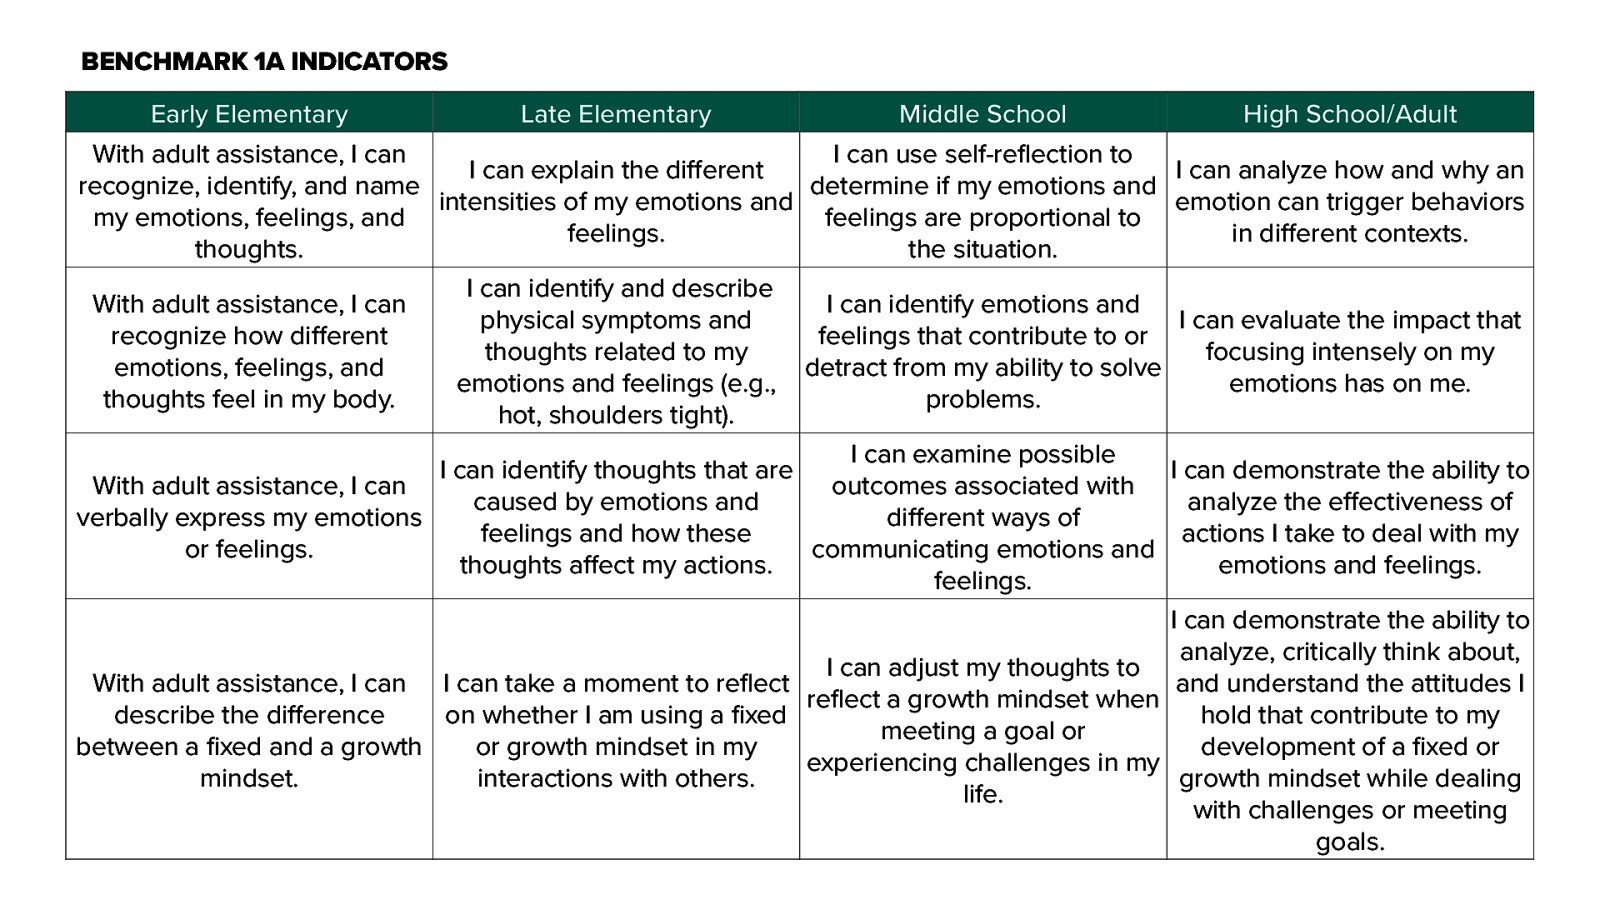 BENCHMARK 1A INDICATORS
Early Elementary
Late Elementary
Middle School
High School/Adult
With adult assistance, I can
recognize, identify, and name
my emotions, feelings, and
thoughts.
I can explain the different
intensities of my emotions and
feelings.
I can use self-reflection to
determine if my emotions and
feelings are proportional to
the situation.
I can analyze how and why an
emotion can trigger behaviors
in different contexts.
With adult assistance, I can
recognize how different
emotions, feelings, and
thoughts feel in my body.
I can identify and describe
physical symptoms and
thoughts related to my
emotions and feelings (e.g.,
hot, shoulders tight).
I can identify emotions and
feelings that contribute to or
detract from my ability to solve
problems.
I can evaluate the impact that
focusing intensely on my
emotions has on me.
With adult assistance, I can
verbally express my emotions
or feelings.
I can identify thoughts that are
caused by emotions and
feelings and how these
thoughts affect my actions.
I can examine possible
outcomes associated with
different ways of
communicating emotions and
feelings.
I can demonstrate the ability to
analyze the effectiveness of
actions I take to deal with my
emotions and feelings.
With adult assistance, I can
describe the difference
between a fixed and a growth
mindset.
I can take a moment to reflect
on whether I am using a fixed
or growth mindset in my
interactions with others.
I can adjust my thoughts to
reflect a growth mindset when
meeting a goal or
experiencing challenges in my
life.
I can demonstrate the ability to
analyze, critically think about,
and understand the attitudes I
hold that contribute to my
development of a fixed or
growth mindset while dealing
with challenges or meeting
goals.